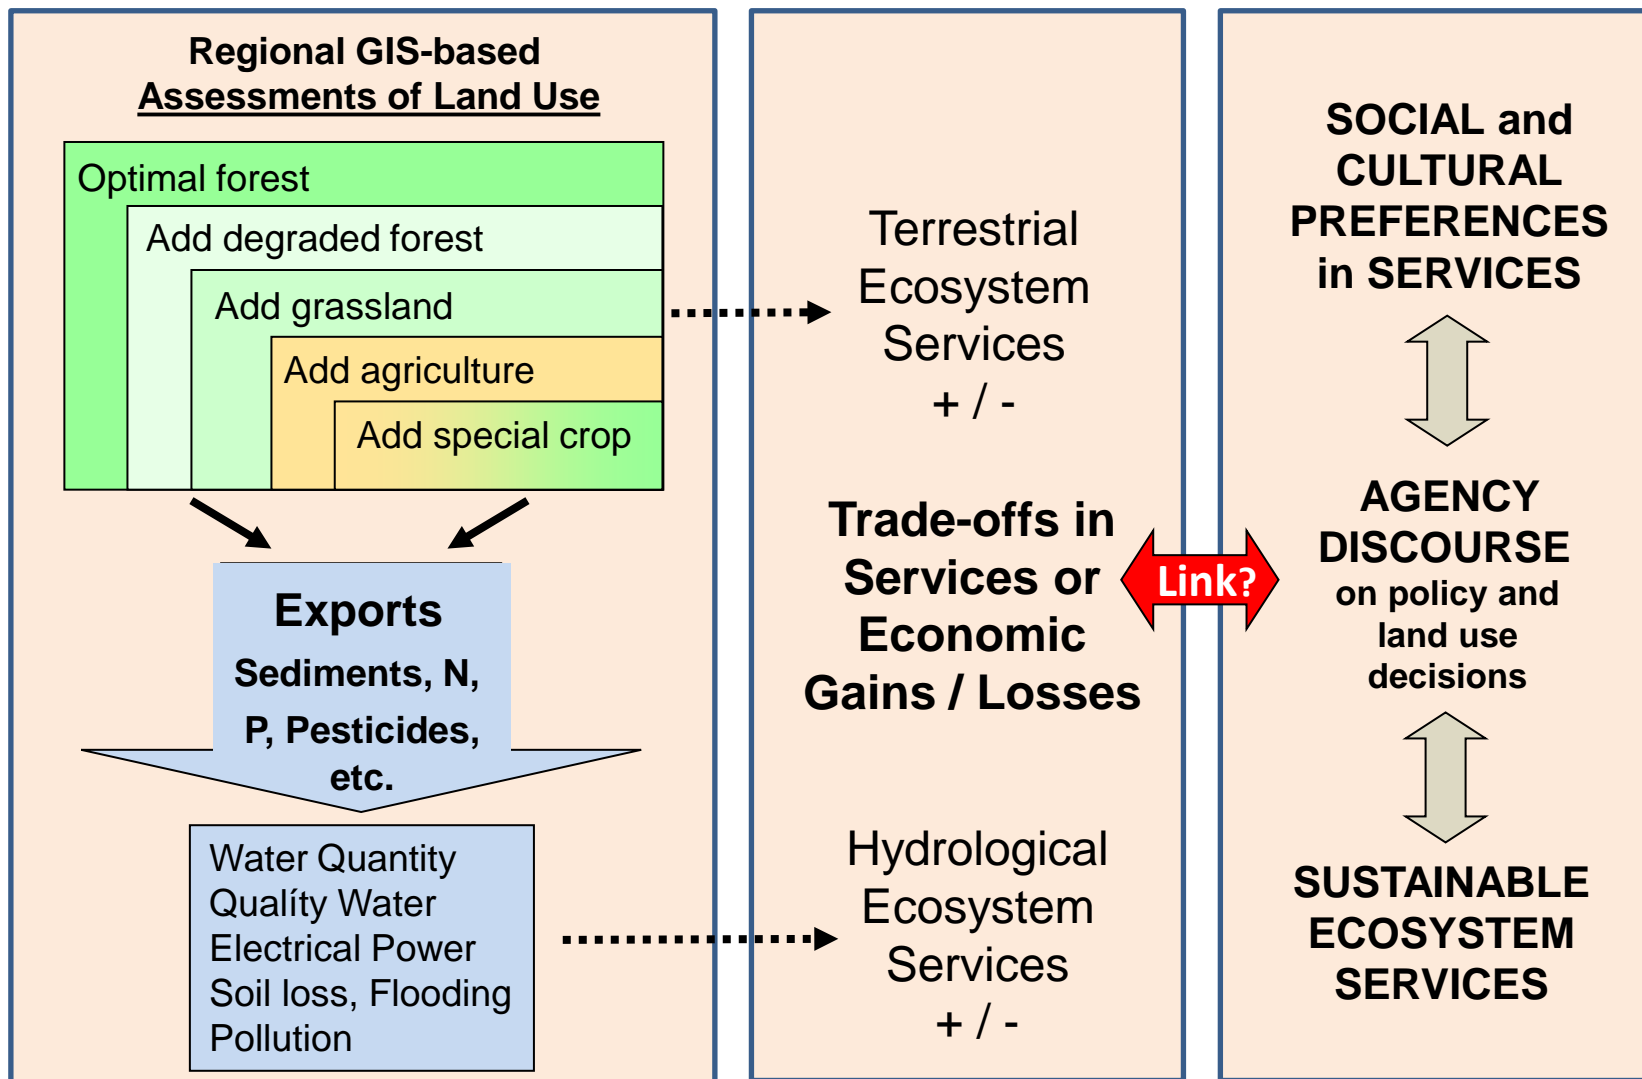 Regional GIS-based
Assessments of Land Use
Optimal forest
Add degraded forest
Add grassland
Add agriculture
Add special crop
Exports
Sediments, N,
P, Pesticides,
etc.
Water Quantity
Qualíty Water
Electrical Power
Soil loss, Flooding
Pollution
Terrestrial
Ecosystem
Services
+ / -
Trade-offs in
Services or
Economic
Gains / Losses
Hydrological
Ecosystem
Services
+ / -
Link?
SOCIAL and
CULTURAL
PREFERENCES
in SERVICES
AGENCY
DISCOURSE
on policy and
land use
decisions
SUSTAINABLE
ECOSYSTEM
SERVICES